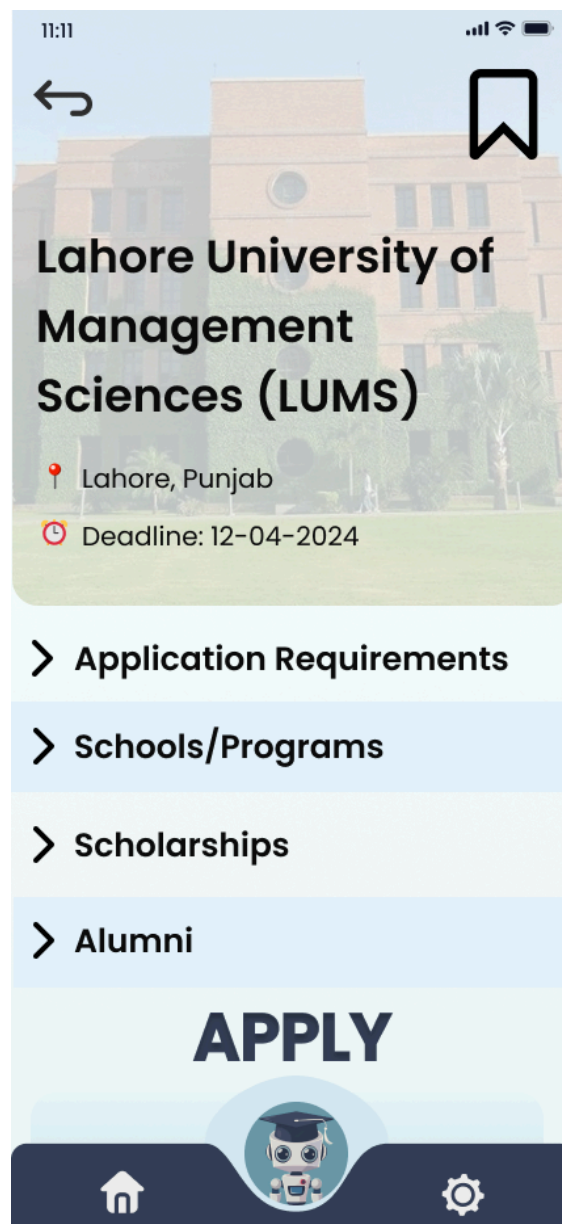 11:11
Lahore University of
Management
Sciences (LUMS)
Lahore, Punjab
Deadline: 12-04-2024
Application Requirements
Schools/Programs
Scholarships
Alumni
APPLY